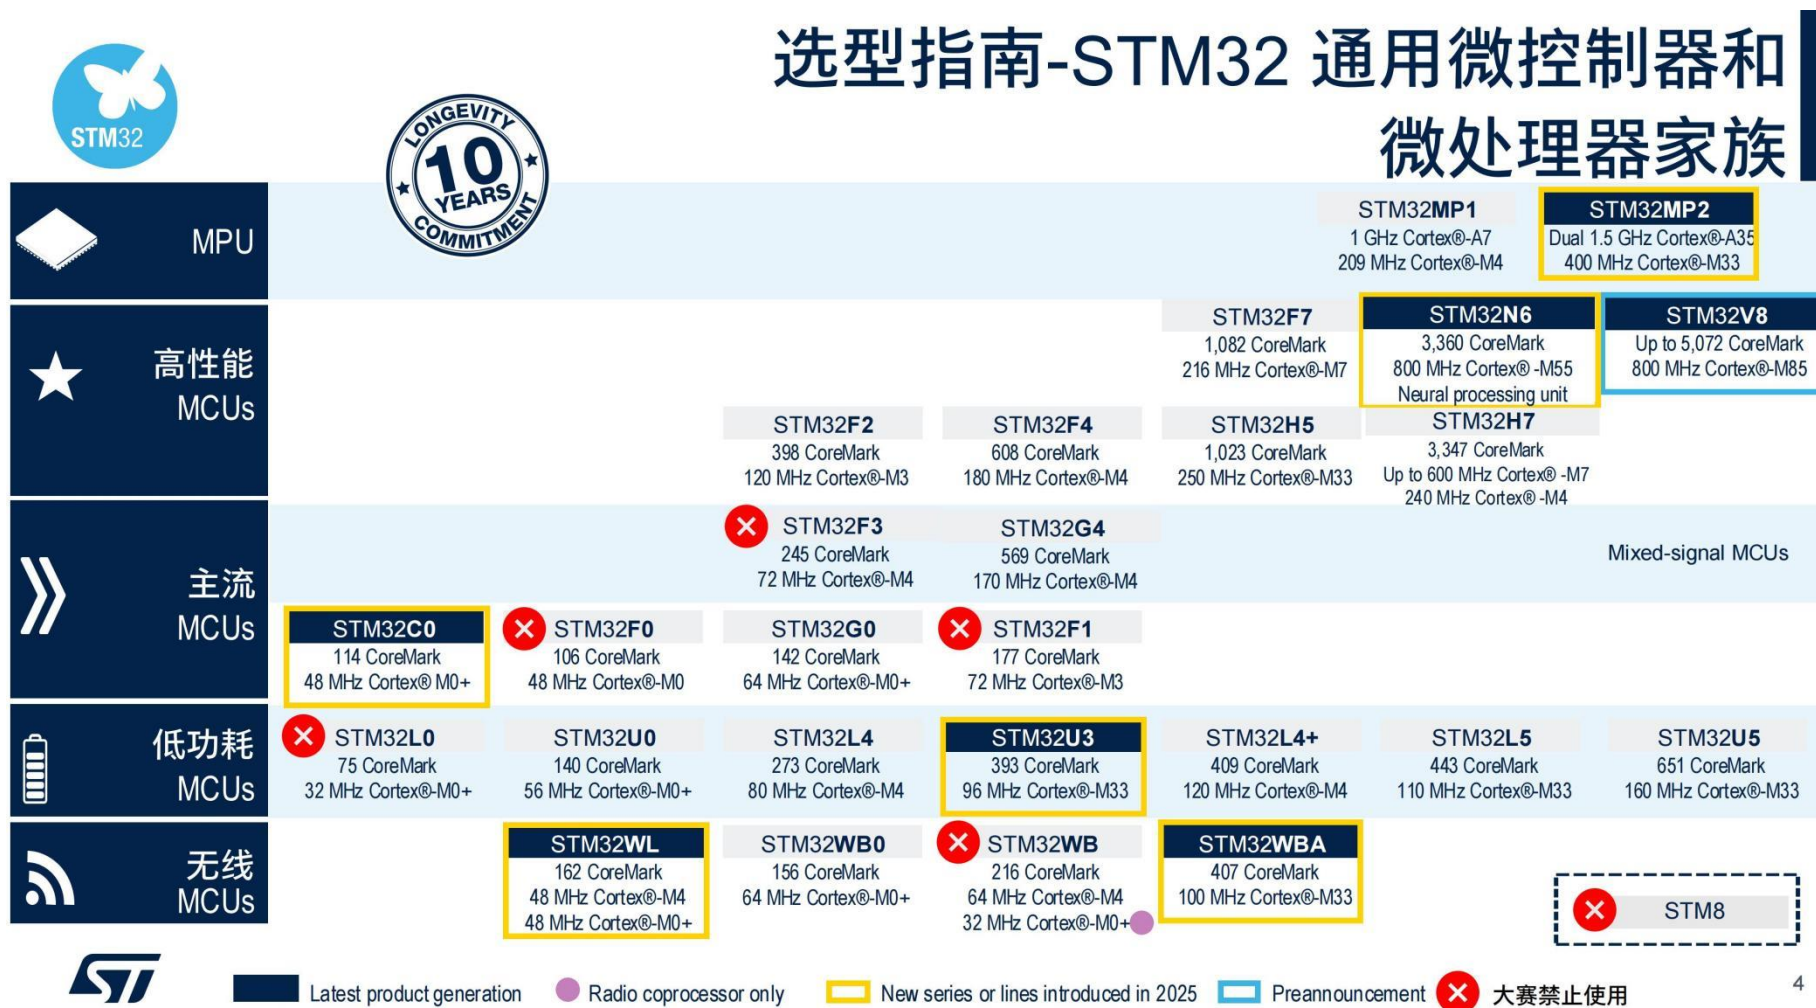 选型指南-STM32 通用微控制器和
微处理器家族
STM32
LONGEVITY
10
YEARS
COMMITMENT
MPU
STM32MP1
1 GHz Cortex®-A7
209 MHz Cortex®-M4
STM32MP2
Dual 1.5 GHz Cortex®-A35
400 MHz Cortex®-M33
高性能
MCUs
STM32F7
1,082 CoreMark
216 MHz Cortex®-M7
STM32N6
3,360 CoreMark
800 MHz Cortex® -M55
Neural processing unit
STM32V8
Up to 5,072 CoreMark
800 MHz Cortex®-M85
STM32F2
398 CoreMark
120 MHz Cortex®-M3
STM32F4
608 CoreMark
180 MHz Cortex®-M4
STM32H5
1,023 CoreMark
250 MHz Cortex®-M33
STM32H7
3,347 CoreMark
Up to 600 MHz Cortex® -M7
240 MHz Cortex® -M4
主流
MCUs
STM32F3
245 CoreMark
72 MHz Cortex®-M4
STM32G4
569 CoreMark
170 MHz Cortex®-M4
Mixed-signal MCUs
STM32C0
114 CoreMark
48 MHz Cortex® M0+
STM32F0
106 CoreMark
48 MHz Cortex®-M0
STM32G0
142 CoreMark
64 MHz Cortex®-M0+
STM32F1
177 CoreMark
72 MHz Cortex®-M3
低功耗
MCUs
STM32L0
75 CoreMark
32 MHz Cortex®-M0+
STM32U0
140 CoreMark
56 MHz Cortex®-M0+
STM32L4
273 CoreMark
80 MHz Cortex®-M4
STM32U3
393 CoreMark
96 MHz Cortex®-M33
STM32L4+
409 CoreMark
120 MHz Cortex®-M4
STM32L5
443 CoreMark
110 MHz Cortex®-M33
STM32U5
651 CoreMark
160 MHz Cortex®-M33
无线
MCUs
STM32WL
162 CoreMark
48 MHz Cortex®-M4
48 MHz Cortex®-M0+
STM32WB0
156 CoreMark
64 MHz Cortex®-M0+
STM32WB
216 CoreMark
64 MHz Cortex®-M4
32 MHz Cortex®-M0+
STM32WBA
407 CoreMark
100 MHz Cortex®-M33
STM8
ST
Latest product generation
Radio coprocessor only
New series or lines introduced in 2025
Preannouncement
大赛禁止使用
4